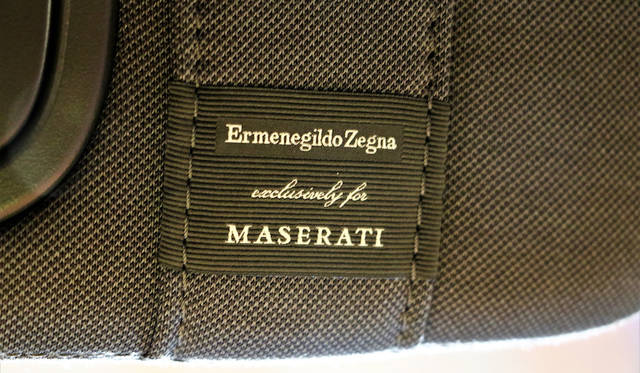 Ermenegildo Zegna
exclusively for
MASERATI